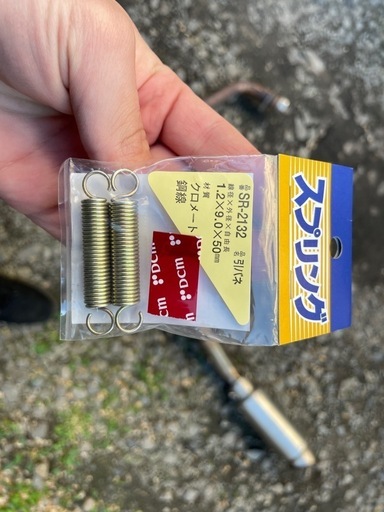 スプリング
品番 SR-2132 品名 引バネ
線径×外径×自由長
1.2×9.0×50mm
材質
クロメート
鋼線
DCM
DCM